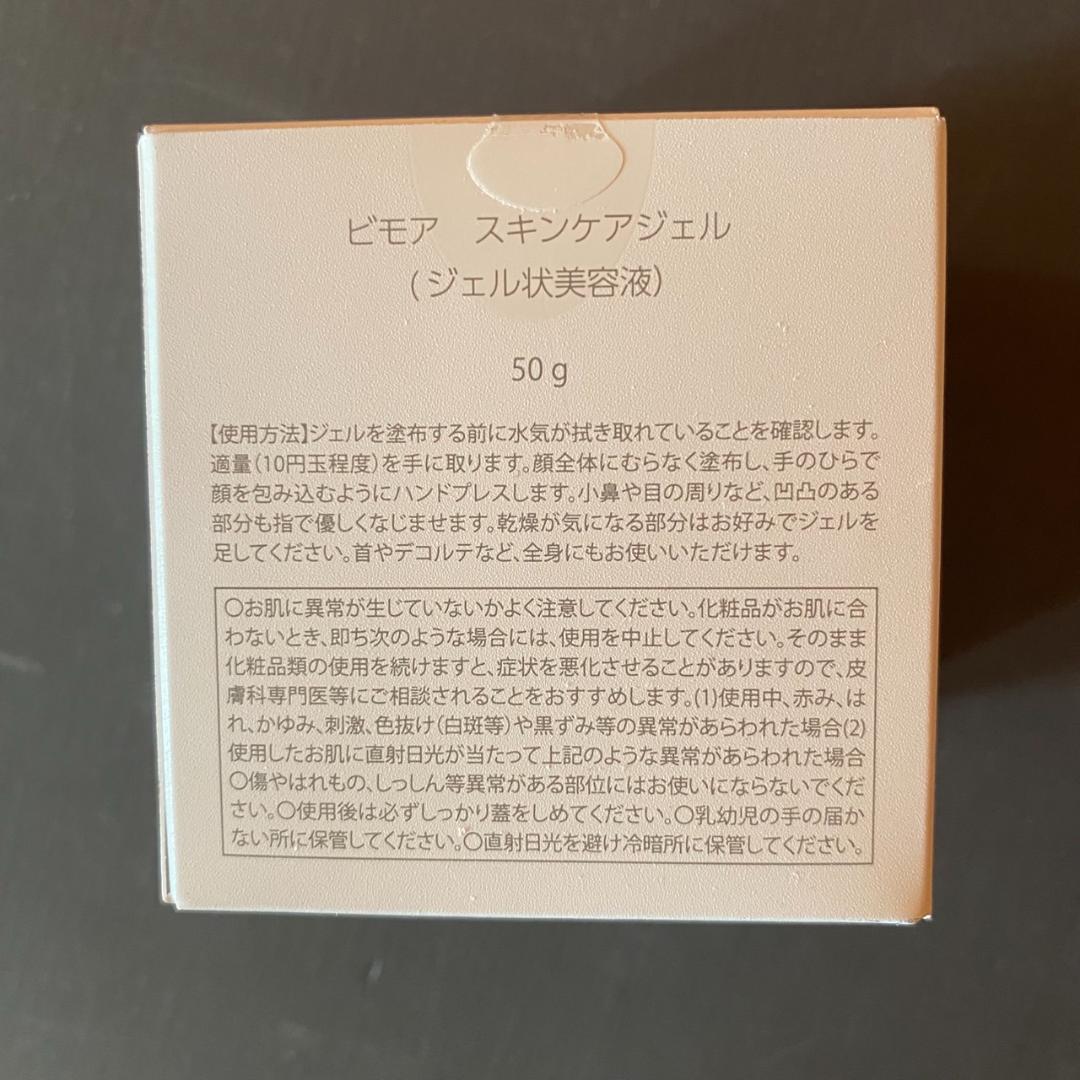 ビモア　スキンケアジェル
(ジェル状美容液)
50 g
【使用方法】ジェルを塗布する前に水気が拭き取れていることを確認します。
適量(10円玉程度)を手に取ります。顔全体にむらなく塗布し、手のひらで
顔を包み込むようにハンドプレスします。小鼻や目の周りなど、凹凸のある
部分も指で優しくなじませます。乾燥が気になる部分はお好みでジェルを
足してください。首やデコルテなど、全身にもお使いいただけます。
〇お肌に異常が生じていないかよく注意してください。化粧品がお肌に合
わないとき、即ち次のような場合には、使用を中止してください。そのまま
化粧品類の使用を続けますと、症状を悪化させることがありますので、皮
膚科専門医等にご相談されることをおすすめします。(1)使用中、赤み、は
れ、かゆみ、刺激、色抜け(白斑等)や黒ずみ等の異常があらわれた場合(2)
使用したお肌に直射日光が当たって上記のような異常があらわれた場合
〇傷やはれもの、しっしん等異常がある部位にはお使いにならないでくだ
さい。〇使用後は必ずしっかり蓋をしめてください。〇乳幼児の手の届か
ない所に保管してください。〇直射日光を避け冷暗所に保管してください。